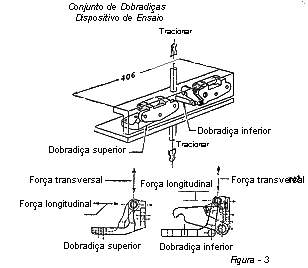 Conjunto de Dobradiças
Dispositivo de Ensaio
Tracionar
406
Dobradiça inferior
Dobradiça superior
Tracionar
Força transversal
Força longitudinal
Força transversal
Força longitudinal
Dobradiça superior
Dobradiça inferior
Figura - 3